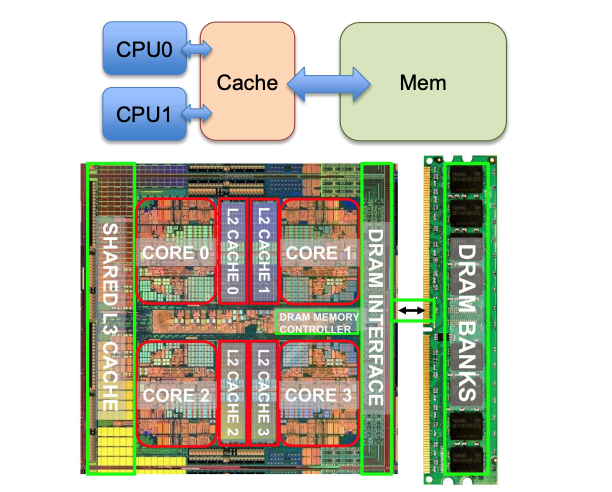 CPU0
CPU1
Cache
Mem
SHARED L3 CACHE
CORE 0
L2 CACHE 0
L2 CACHE 1
CORE 1
DRAM MEMORY
CONTROLLER
CORE 2
L2 CACHE 2
L2 CACHE 3
CORE 3
DRAM INTERFACE
DRAM BANKS